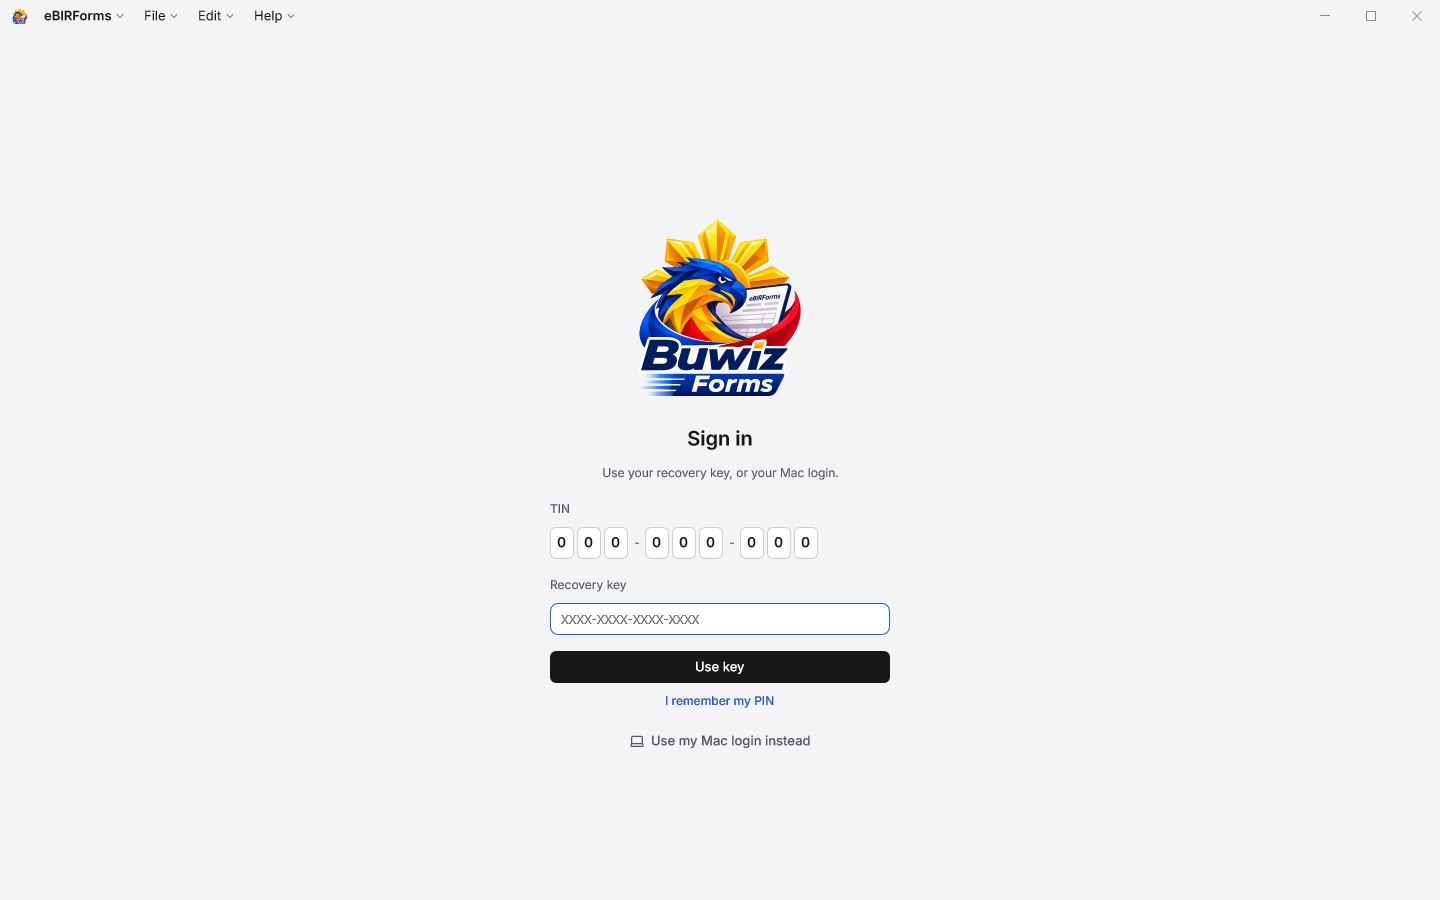 eBIRForms File Edit Help
eBIRForms
Buwiz
Forms
Sign in
Use your recovery key, or your Mac login.
TIN
0 0 0 - 0 0 0 - 0 0 0
Recovery key
XXXX-XXXX-XXXX-XXXX
Use key
I remember my PIN
Use my Mac login instead